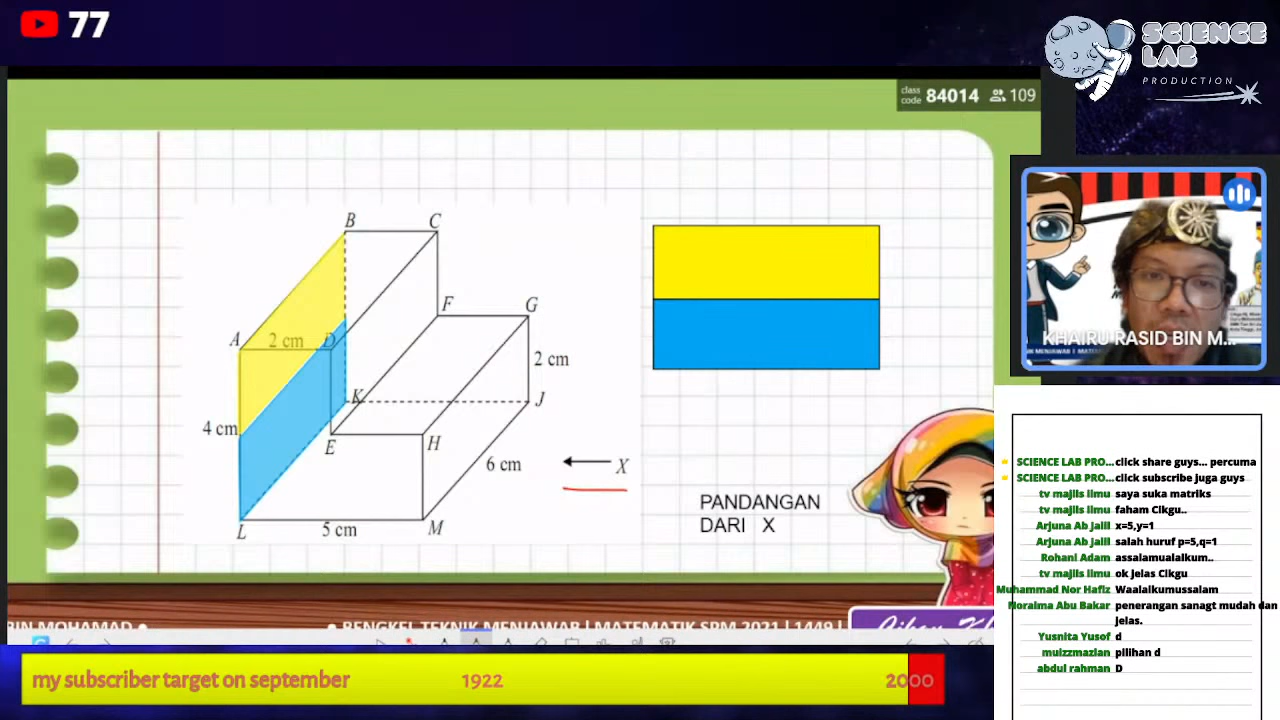 77
SCIENCE
LAB
PRODUCTION
class
code 84014 109
B C
F G
A 2 cm D
2 cm
K J
4 cm
E H
6 cm X
L 5 cm M
PANDANGAN
DARI X
KHAIRU RASID BIN M...
BIN MOHAMAD ● ● BENGKEL TEKNIK MENJAWAB | MATEMATIK SPM 2021 | 1449 |
my subscriber target on september 1922 2000
SCIENCE LAB PRO... click share guys... percuma
SCIENCE LAB PRO... click subscribe juga guys
tv majlis ilmu saya suka matriks
tv majlis ilmu faham Cikgu..
Arjuna Ab Jalil x=5,y=1
Arjuna Ab Jalil salah huruf p=5,q=1
Rohani Adam assalamualaikum..
tv majlis ilmu ok jelas Cikgu
Muhammad Nor Hafiz Waalaikumussalam
Noraima Abu Bakar penerangan sanagt mudah dan
jelas.
Yusnita Yusof d
muizzmazlan pilihan d
abdul rahman D